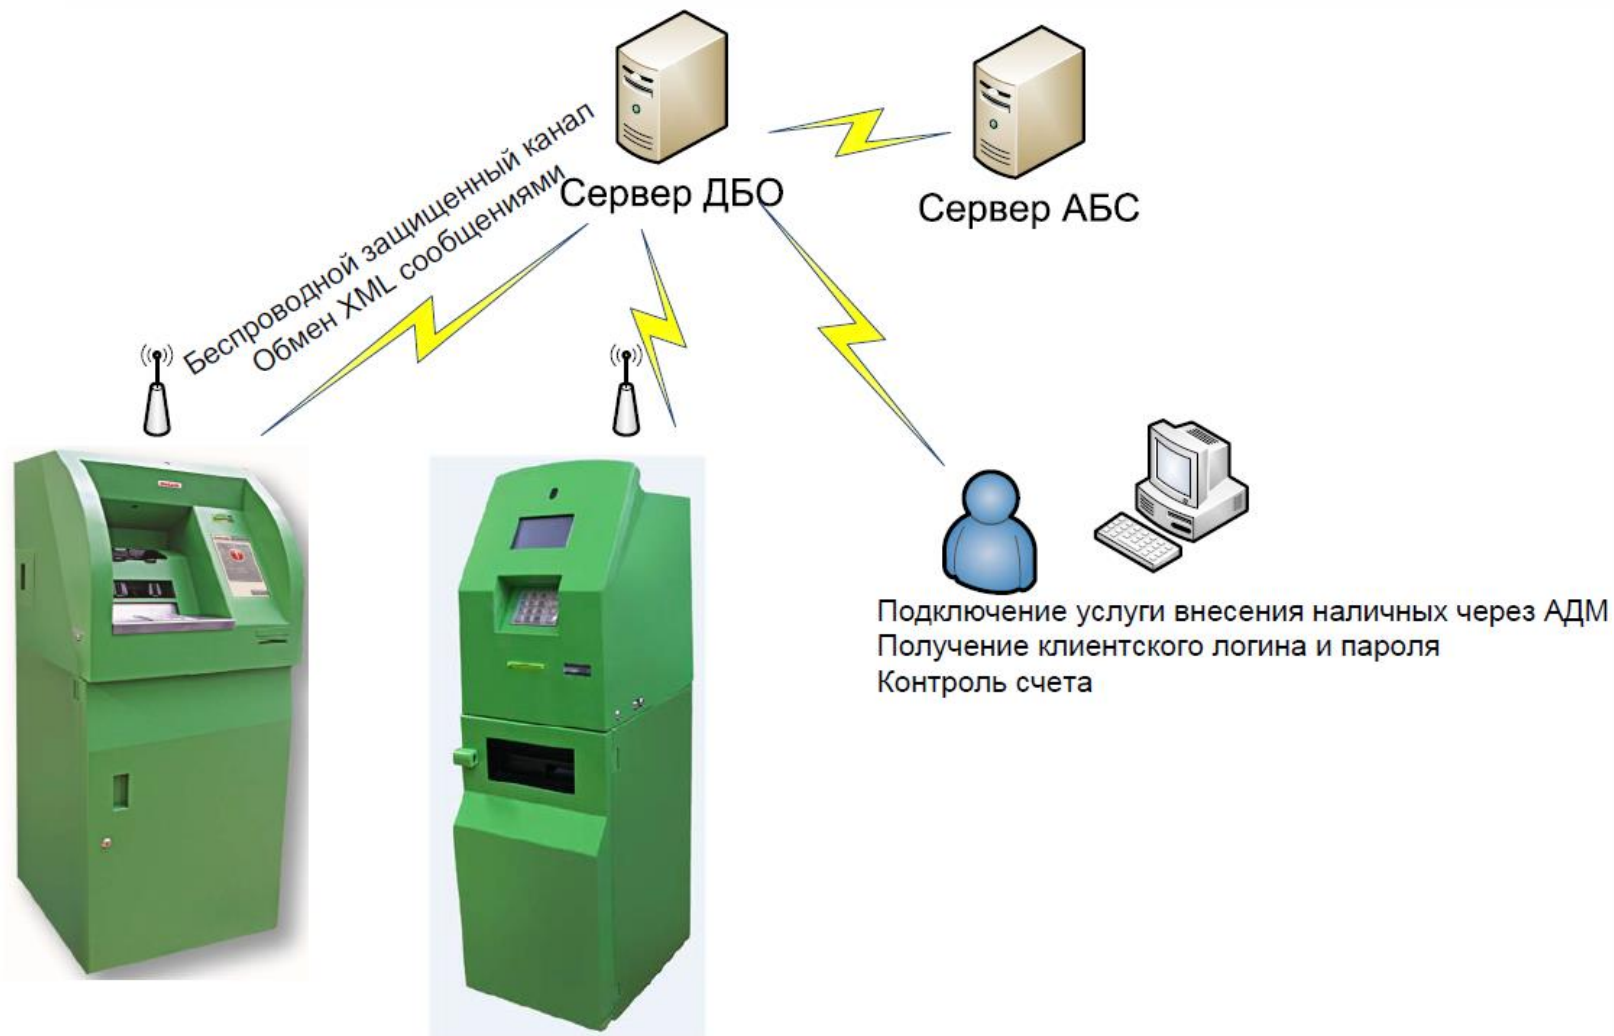 Беспроводной защищенный канал
Обмен XML сообщениями
Сервер ДБО
Сервер АБС
Подключение услуги внесения наличных через АДМ
Получение клиентского логина и пароля
Контроль счета